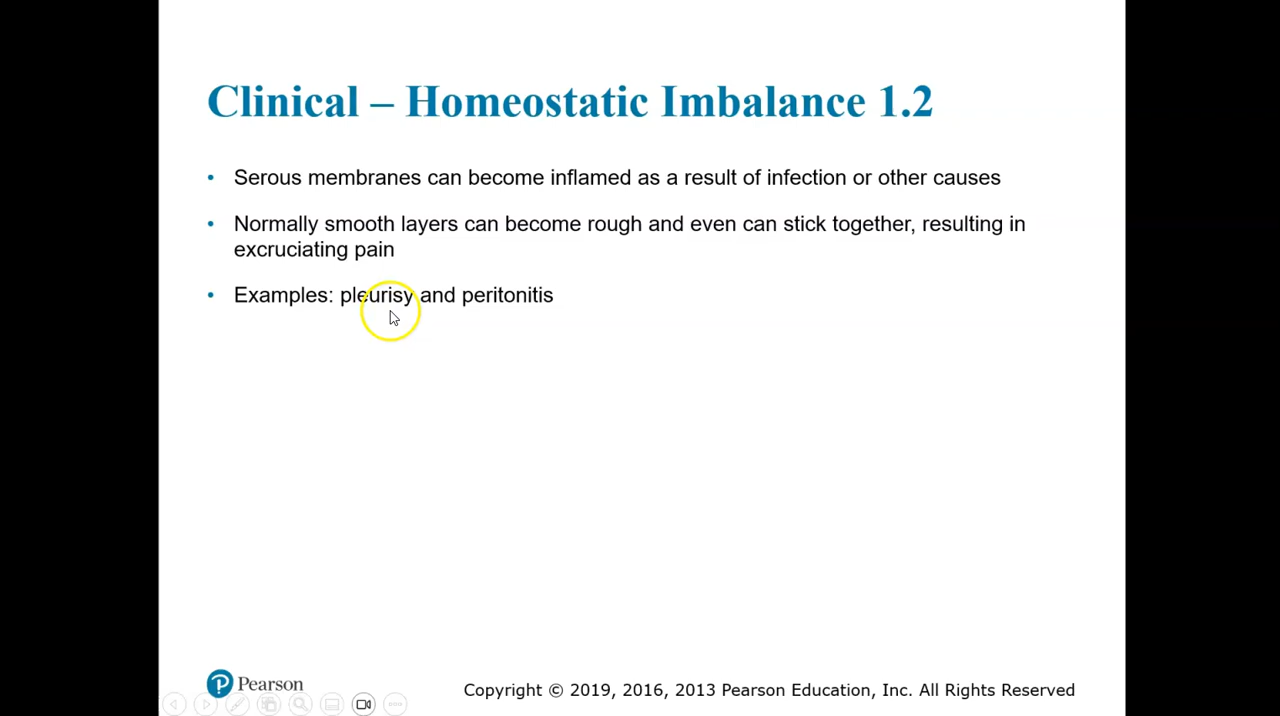 Clinical – Homeostatic Imbalance 1.2
• Serous membranes can become inflamed as a result of infection or other causes
• Normally smooth layers can become rough and even can stick together, resulting in
excruciating pain
• Examples: pleurisy and peritonitis
Pearson
Copyright © 2019, 2016, 2013 Pearson Education, Inc. All Rights Reserved